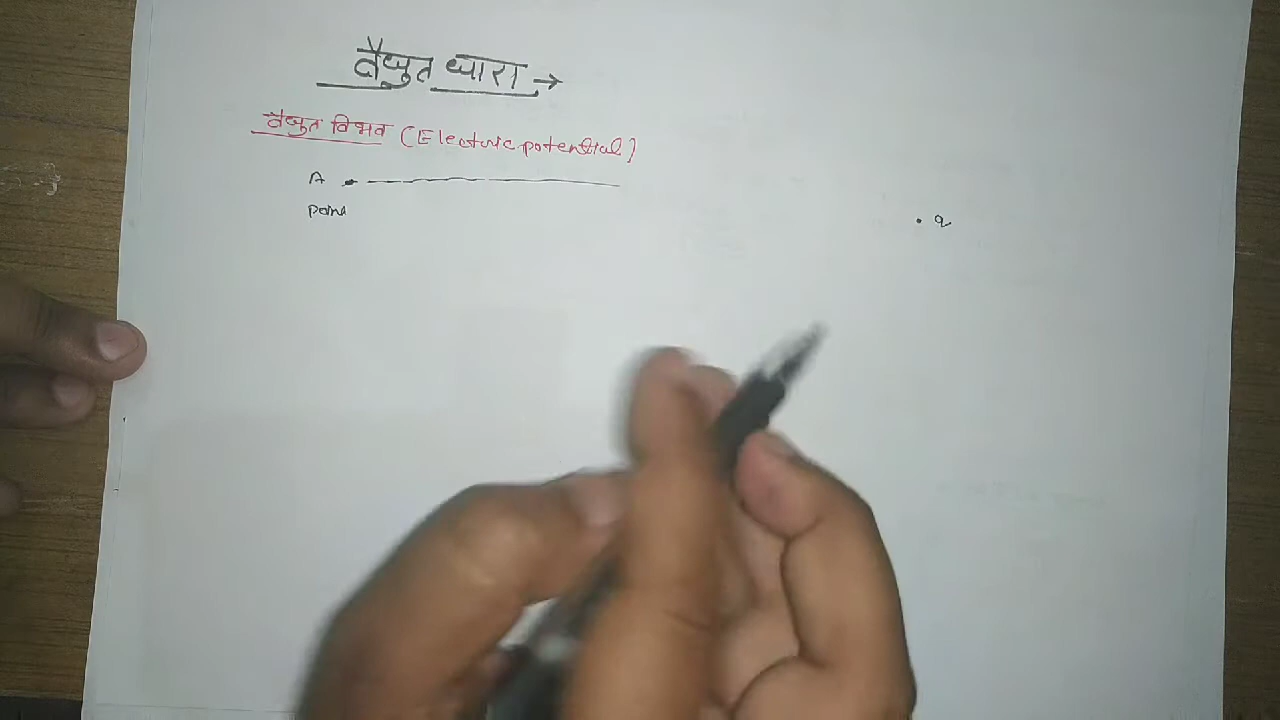 वैद्युत धारा →
वैद्युत विभव (Electric potential)
A
q